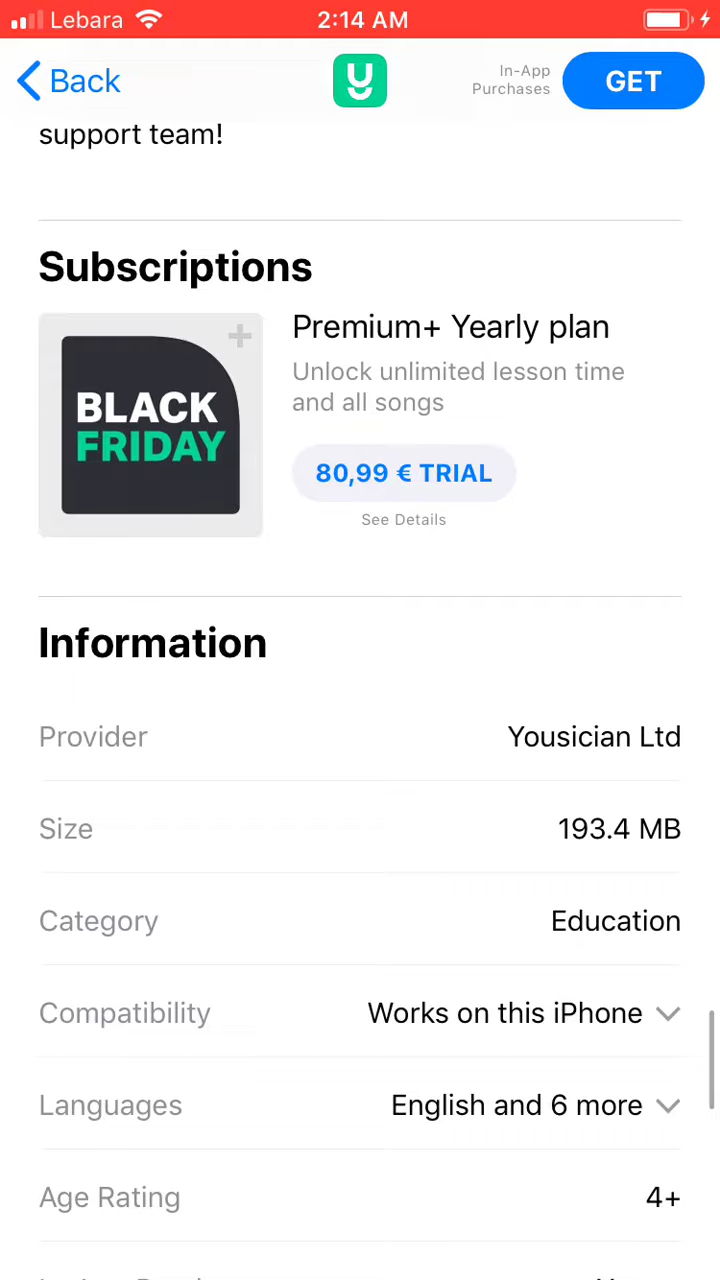 Lebara 2:14 AM
Back
In-App
Purchases
GET
support team!
Subscriptions
BLACK
FRIDAY
Premium+ Yearly plan
Unlock unlimited lesson time
and all songs
80,99 € TRIAL
See Details
Information
Provider Yousician Ltd
Size 193.4 MB
Category Education
Compatibility Works on this iPhone
Languages English and 6 more
Age Rating 4+